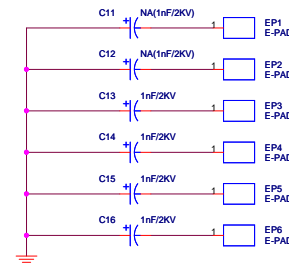 C11 NA(1nF/2KV) 1 EP1
E-PAD
C12 NA(1nF/2KV) 1 EP2
E-PAD
C13 1nF/2KV 1 EP3
E-PAD
C14 1nF/2KV 1 EP4
E-PAD
C15 1nF/2KV 1 EP5
E-PAD
C16 1nF/2KV 1 EP6
E-PAD